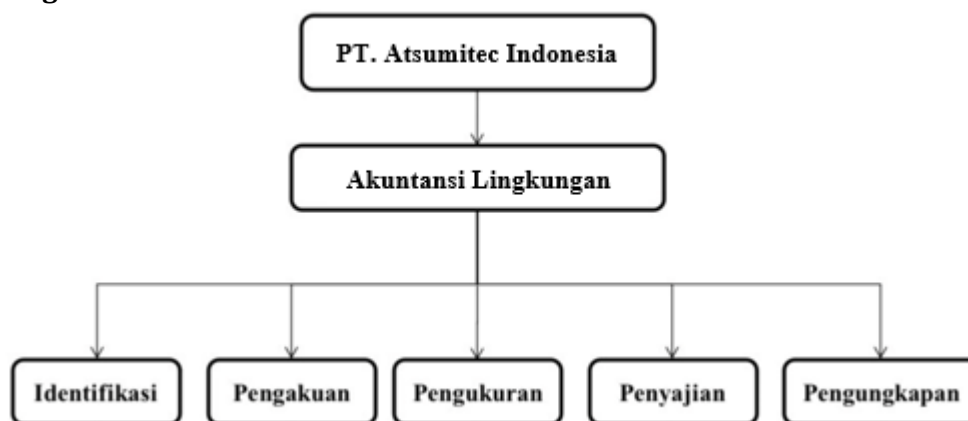 PT. Atsumitec Indonesia
Akuntansi Lingkungan
Identifikasi
Pengakuan
Pengukuran
Penyajian
Pengungkapan